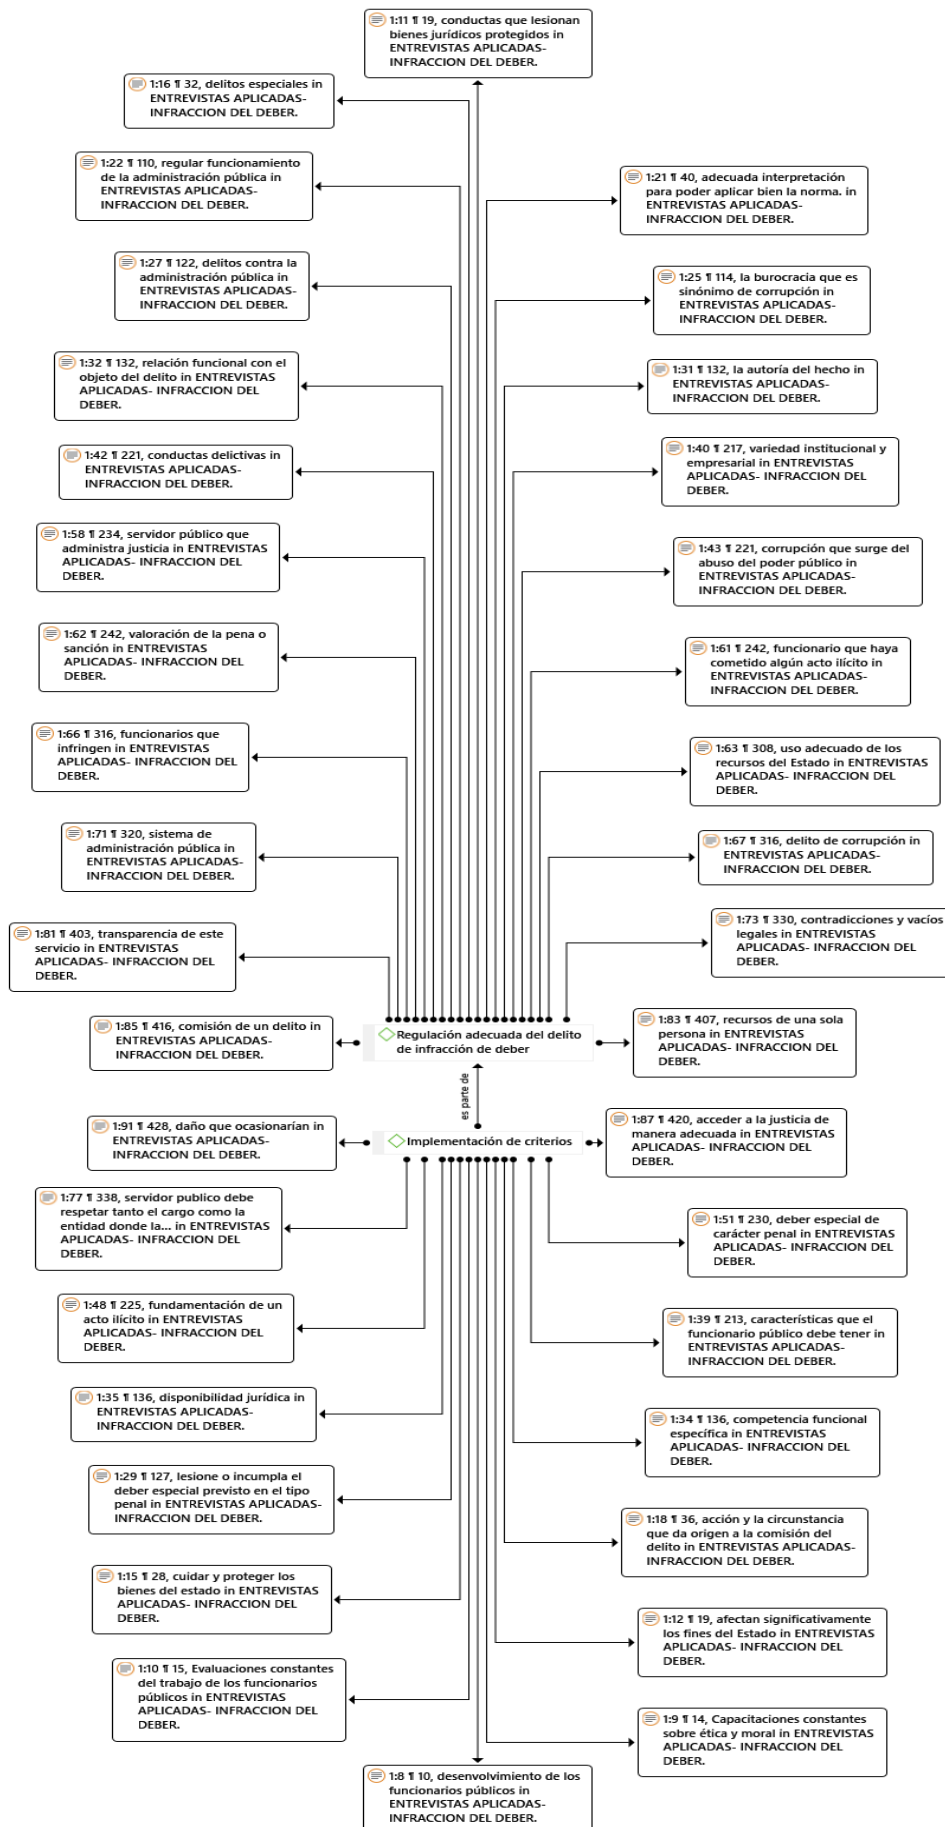 1:11 ¶ 19, conductas que lesionan
bienes jurídicos protegidos in
ENTREVISTAS APLICADAS-
INFRACCION DEL DEBER.
1:16 ¶ 32, delitos especiales in
ENTREVISTAS APLICADAS-
INFRACCION DEL DEBER.
1:22 ¶ 110, regular funcionamiento
de la administración pública in
ENTREVISTAS APLICADAS-
INFRACCION DEL DEBER.
1:21 ¶ 40, adecuada interpretación
para poder aplicar bien la norma. in
ENTREVISTAS APLICADAS-
INFRACCION DEL DEBER.
1:27 ¶ 122, delitos contra la
administración pública in
ENTREVISTAS APLICADAS-
INFRACCION DEL DEBER.
1:25 ¶ 114, la burocracia que es
sinónimo de corrupción in
ENTREVISTAS APLICADAS-
INFRACCION DEL DEBER.
1:32 ¶ 132, relación funcional con el
objeto del delito in ENTREVISTAS
APLICADAS- INFRACCION DEL
DEBER.
1:31 ¶ 132, la autoría del hecho in
ENTREVISTAS APLICADAS-
INFRACCION DEL DEBER.
1:42 ¶ 221, conductas delictivas in
ENTREVISTAS APLICADAS-
INFRACCION DEL DEBER.
1:40 ¶ 217, variedad institucional y
empresarial in ENTREVISTAS
APLICADAS- INFRACCION DEL
DEBER.
1:58 ¶ 234, servidor público que
administra justicia in ENTREVISTAS
APLICADAS- INFRACCION DEL
DEBER.
1:43 ¶ 221, corrupción que surge del
abuso del poder público in
ENTREVISTAS APLICADAS-
INFRACCION DEL DEBER.
1:62 ¶ 242, valoración de la pena o
sanción in ENTREVISTAS
APLICADAS- INFRACCION DEL
DEBER.
1:61 ¶ 242, funcionario que haya
cometido algún acto ilícito in
ENTREVISTAS APLICADAS-
INFRACCION DEL DEBER.
1:66 ¶ 316, funcionarios que
infringen in ENTREVISTAS
APLICADAS- INFRACCION DEL
DEBER.
1:63 ¶ 308, uso adecuado de los
recursos del Estado in ENTREVISTAS
APLICADAS- INFRACCION DEL
DEBER.
1:71 ¶ 320, sistema de
administración pública in
ENTREVISTAS APLICADAS-
INFRACCION DEL DEBER.
1:67 ¶ 316, delito de corrupción in
ENTREVISTAS APLICADAS-
INFRACCION DEL DEBER.
1:81 ¶ 403, transparencia de este
servicio in ENTREVISTAS
APLICADAS- INFRACCION DEL
DEBER.
1:73 ¶ 330, contradicciones y vacíos
legales in ENTREVISTAS
APLICADAS- INFRACCION DEL
DEBER.
1:85 ¶ 416, comisión de un delito in
ENTREVISTAS APLICADAS-
INFRACCION DEL DEBER.
Regulación adecuada del delito
de infracción de deber
1:83 ¶ 407, recursos de una sola
persona in ENTREVISTAS
APLICADAS- INFRACCION DEL
DEBER.
es parte de
1:91 ¶ 428, daño que ocasionarían in
ENTREVISTAS APLICADAS-
INFRACCION DEL DEBER.
Implementación de criterios
1:87 ¶ 420, acceder a la justicia de
manera adecuada in ENTREVISTAS
APLICADAS- INFRACCION DEL
DEBER.
1:77 ¶ 338, servidor publico debe
respetar tanto el cargo como la
entidad donde la... in ENTREVISTAS
APLICADAS- INFRACCION DEL
DEBER.
1:51 ¶ 230, deber especial de
carácter penal in ENTREVISTAS
APLICADAS- INFRACCION DEL
DEBER.
1:48 ¶ 225, fundamentación de un
acto ilícito in ENTREVISTAS
APLICADAS- INFRACCION DEL
DEBER.
1:39 ¶ 213, características que el
funcionario público debe tener in
ENTREVISTAS APLICADAS-
INFRACCION DEL DEBER.
1:35 ¶ 136, disponibilidad jurídica in
ENTREVISTAS APLICADAS-
INFRACCION DEL DEBER.
1:34 ¶ 136, competencia funcional
específica in ENTREVISTAS
APLICADAS- INFRACCION DEL
DEBER.
1:29 ¶ 127, lesione o incumpla el
deber especial previsto en el tipo
penal in ENTREVISTAS APLICADAS-
INFRACCION DEL DEBER.
1:18 ¶ 36, acción y la circunstancia
que da origen a la comisión del
delito in ENTREVISTAS APLICADAS-
INFRACCION DEL DEBER.
1:15 ¶ 28, cuidar y proteger los
bienes del estado in ENTREVISTAS
APLICADAS- INFRACCION DEL
DEBER.
1:12 ¶ 19, afectan significativamente
los fines del Estado in ENTREVISTAS
APLICADAS- INFRACCION DEL
DEBER.
1:10 ¶ 15, Evaluaciones constantes
del trabajo de los funcionarios
públicos in ENTREVISTAS
APLICADAS- INFRACCION DEL
DEBER.
1:9 ¶ 14, Capacitaciones constantes
sobre ética y moral in ENTREVISTAS
APLICADAS- INFRACCION DEL
DEBER.
1:8 ¶ 10, desenvolvimiento de los
funcionarios públicos in
ENTREVISTAS APLICADAS-
INFRACCION DEL DEBER.